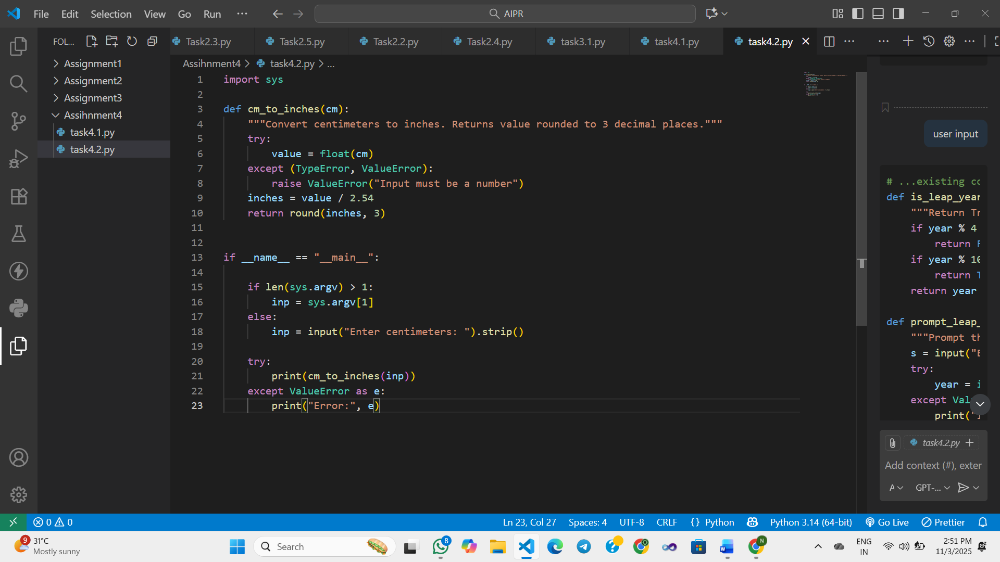 File Edit Selection View Go Run ···
AIPR
FOL...
Task2.3.py
Task2.5.py
Task2.2.py
Task2.4.py
task3.1.py
task4.1.py
task4.2.py
Assignment1
Assignment2
Assignment3
Assihnment4
task4.1.py
task4.2.py
Assihnment4 > task4.2.py > ...
1 import sys
2
3 def cm_to_inches(cm):
4 """Convert centimeters to inches. Returns value rounded to 3 decimal places."""
5 try:
6 value = float(cm)
7 except (TypeError, ValueError):
8 raise ValueError("Input must be a number")
9 inches = value / 2.54
10 return round(inches, 3)
11
12
13 if __name__ == "__main__":
14
15 if len(sys.argv) > 1:
16 inp = sys.argv[1]
17 else:
18 inp = input("Enter centimeters: ").strip()
19
20 try:
21 print(cm_to_inches(inp))
22 except ValueError as e:
23 print("Error:", e)
user input
# ...existing co
def is_leap_year
"""Return Tr
if year % 4
return F
if year % 10
return T
return year
def prompt_leap_
"""Prompt th
s = input("E
try:
year = i
except Val
print("I
task4.2.py
Add context (#), exter
A
GPT-...
0 0
Ln 23, Col 27 Spaces: 4 UTF-8 CRLF {} Python Python 3.14 (64-bit) Go Live Prettier
9
31°C
Mostly sunny
Search
8
N
ENG
IN
2:51 PM
11/3/2025